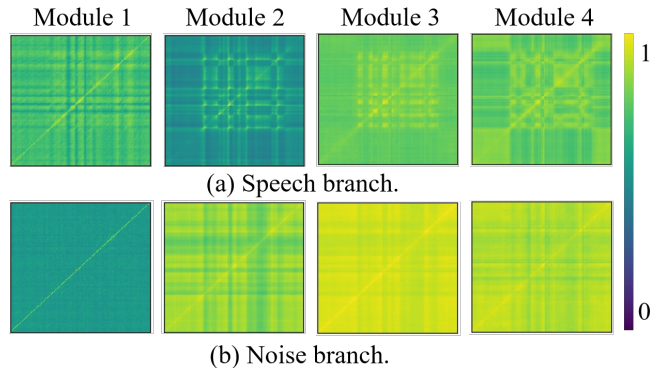 Module 1 Module 2 Module 3 Module 4
1
(a) Speech branch.
0
(b) Noise branch.